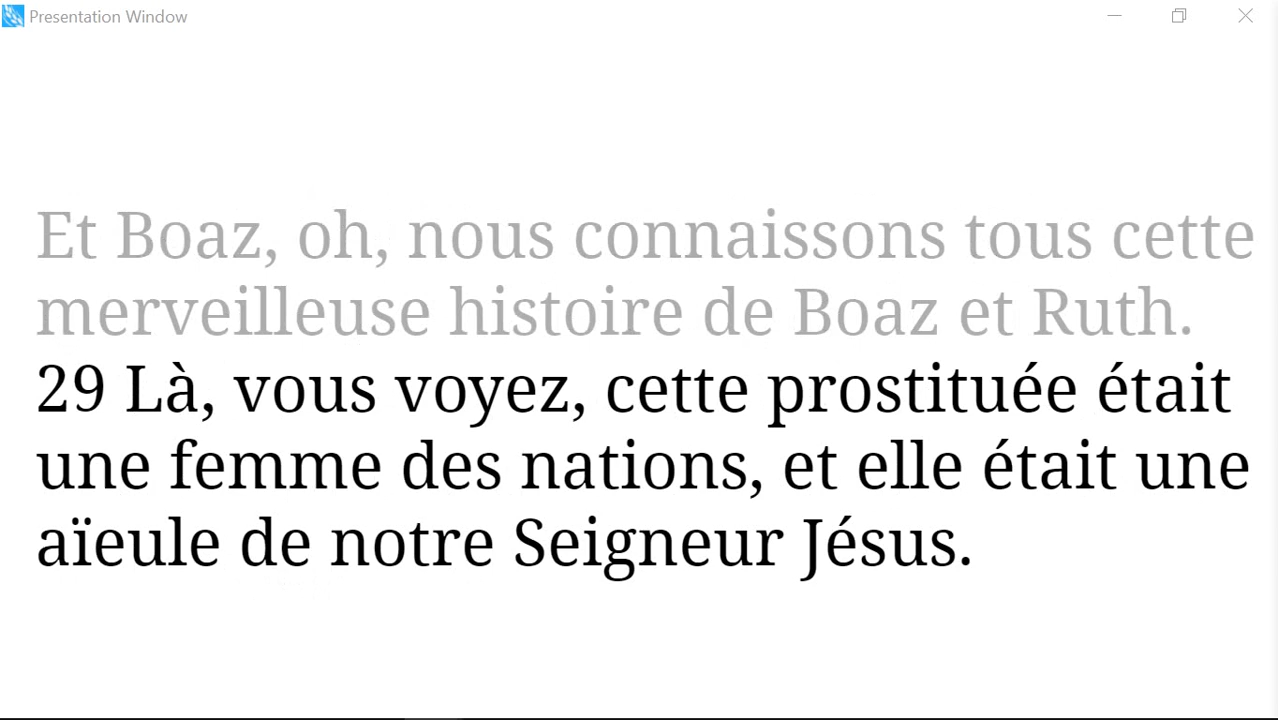 Presentation Window
Et Boaz, oh, nous connaissons tous cette
merveilleuse histoire de Boaz et Ruth.
29 Là, vous voyez, cette prostituée était
une femme des nations, et elle était une
aïeule de notre Seigneur Jésus.